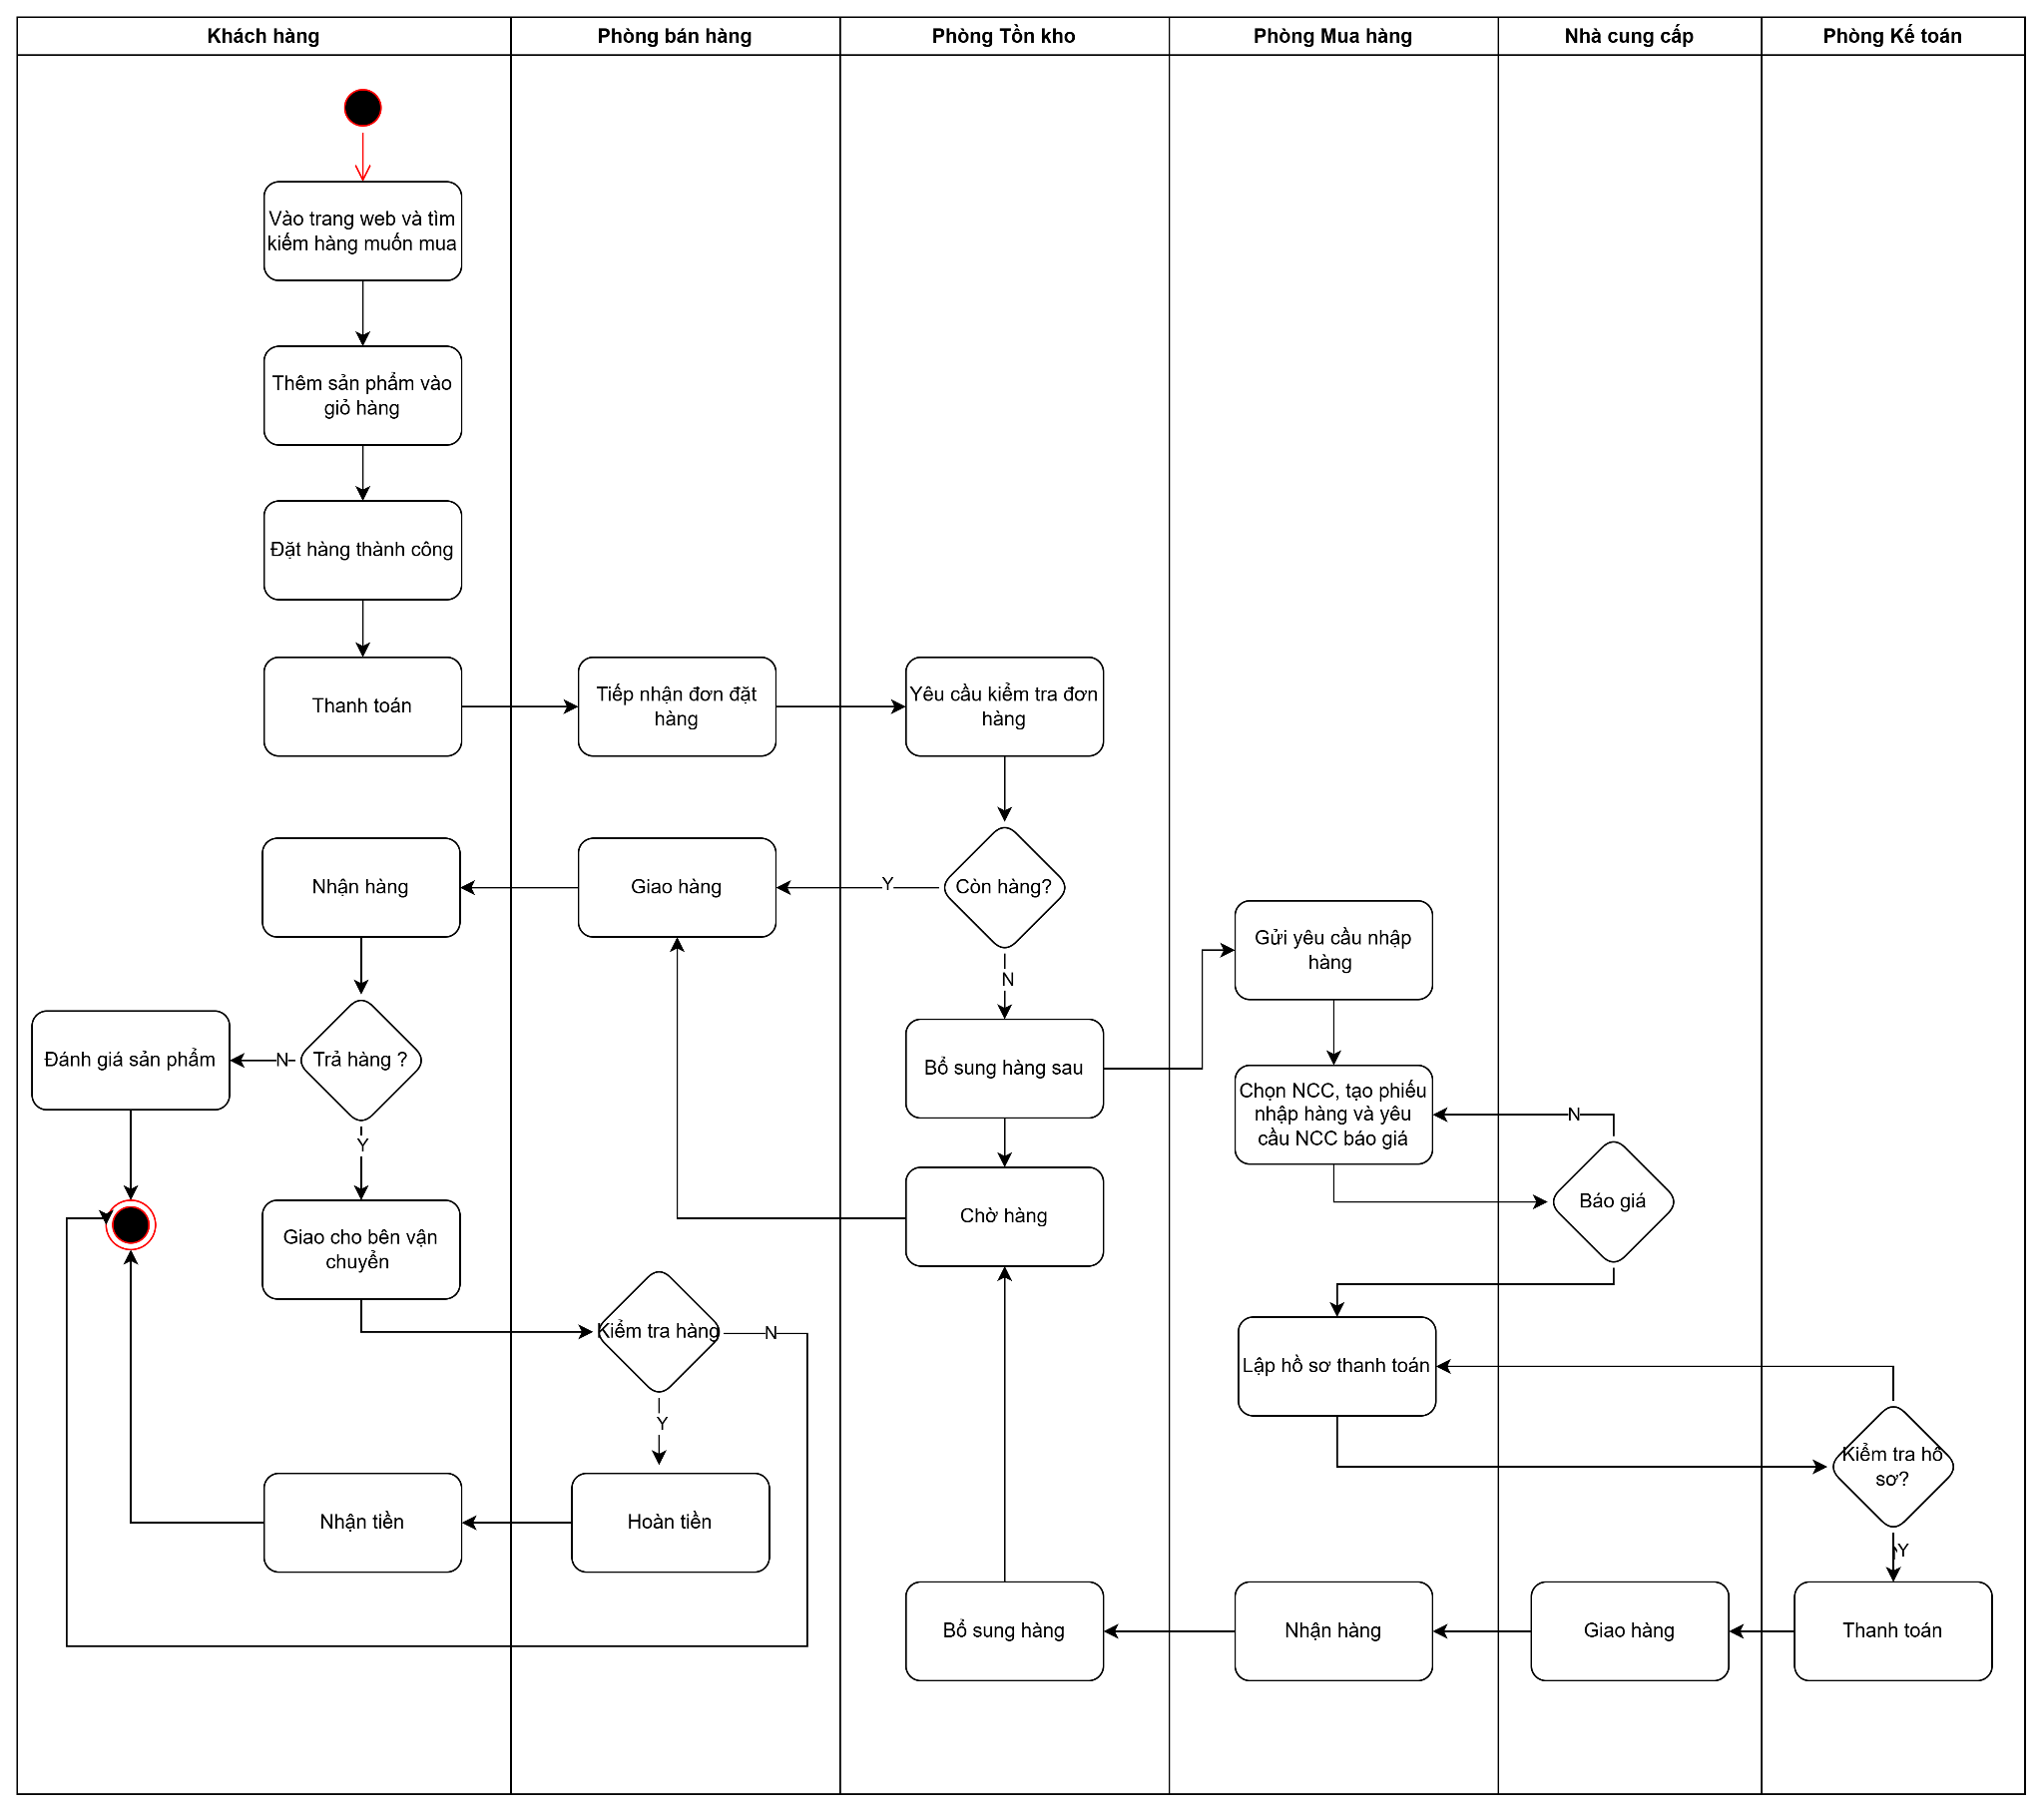 Khách hàng
Phòng bán hàng
Phòng Tồn kho
Phòng Mua hàng
Nhà cung cấp
Phòng Kế toán
Vào trang web và tìm
kiếm hàng muốn mua
Thêm sản phẩm vào
giỏ hàng
Đặt hàng thành công
Thanh toán
Tiếp nhận đơn đặt
hàng
Yêu cầu kiểm tra đơn
hàng
Nhận hàng
Giao hàng
Y
Còn hàng?
N
Gửi yêu cầu nhập
hàng
Đánh giá sản phẩm
N
Trả hàng ?
Y
Bổ sung hàng sau
Chọn NCC, tạo phiếu
nhập hàng và yêu
cầu NCC báo giá
N
Báo giá
Chờ hàng
Giao cho bên vận
chuyển
Kiểm tra hàng
N
Y
Lập hồ sơ thanh toán
Kiểm tra hồ
sơ?
Y
Nhận tiền
Hoàn tiền
Bổ sung hàng
Nhận hàng
Giao hàng
Thanh toán